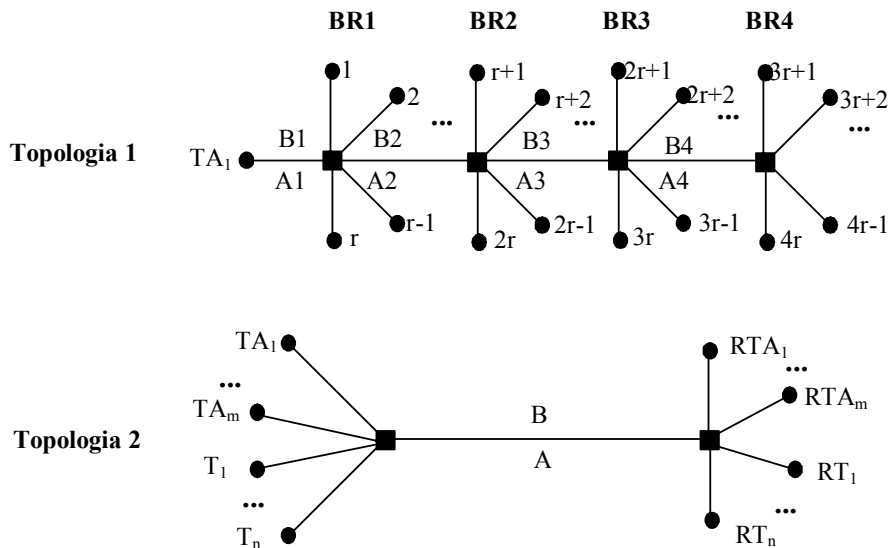 BR1 BR2 BR3 BR4
1 r+1 2r+1 3r+1
2 r+2 2r+2 3r+2
... ... ... ...
Topologia 1 TA1 B1 B2 B3 B4
A1 A2 A3 A4
r r-1 2r 2r-1 3r 3r-1 4r 4r-1
TA1 RTA1
... ...
TAm RTAm
Topologia 2 B
A
T1 RT1
... ...
Tn RTn